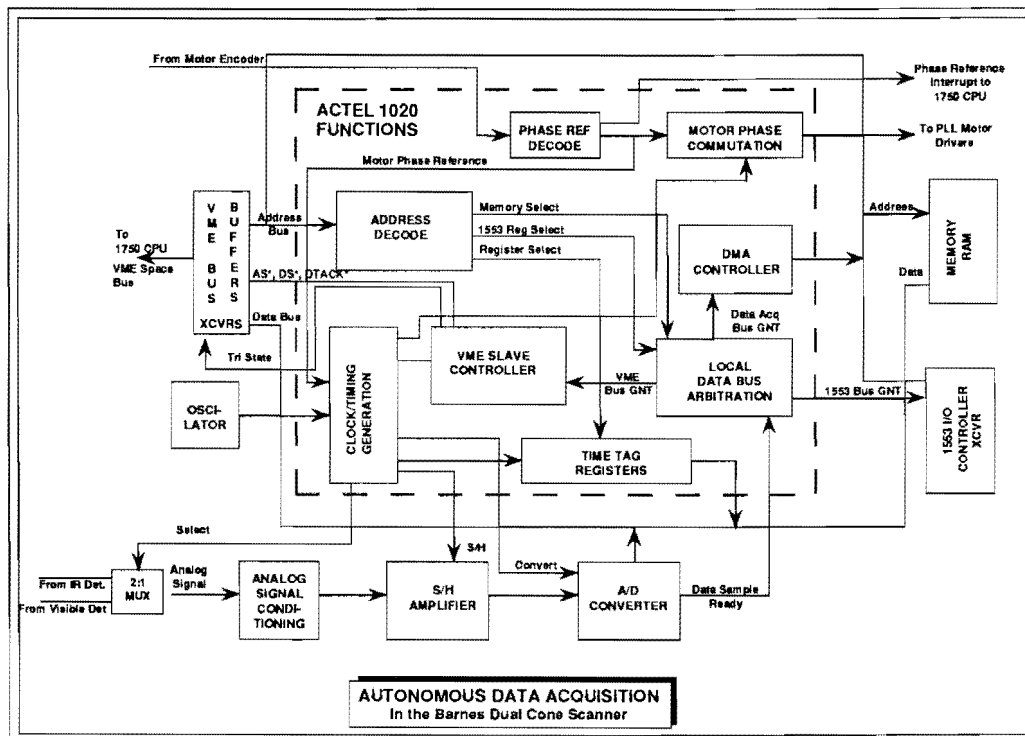 From Motor Encoder
Phase Reference
Interrupt to
1750 CPU
ACTEL 1020
FUNCTIONS
PHASE REF
DECODE
MOTOR PHASE
COMMUTATION
To PLL Motor
Drivers
Motor Phase Reference
VME BUS
BUFFERS
XCVRS
Address
Bus
ADDRESS
DECODE
Memory Select
1553 Reg Select
Register Select
DMA
CONTROLLER
Address
MEMORY
RAM
Data
To
1750 CPU
VME Space
Bus
AS*, DS*, DTACK*
Data Bus
Tri State
Data Acq
Bus GNT
CLOCK/TIMING
GENERATION
VME SLAVE
CONTROLLER
VME
Bus GNT
LOCAL
DATA BUS
ARBITRATION
1553 Bus GNT
1553 I/O
CONTROLLER
XCVR
OSCI-
LATOR
TIME TAG
REGISTERS
Select
S/H
Convert
From IR Det.
From Visible Det
2:1
MUX
Analog
Signal
ANALOG
SIGNAL
CONDI-
TIONING
S/H
AMPLIFIER
A/D
CONVERTER
Data Sample
Ready
AUTONOMOUS DATA ACQUISITION
In the Barnes Dual Cone Scanner